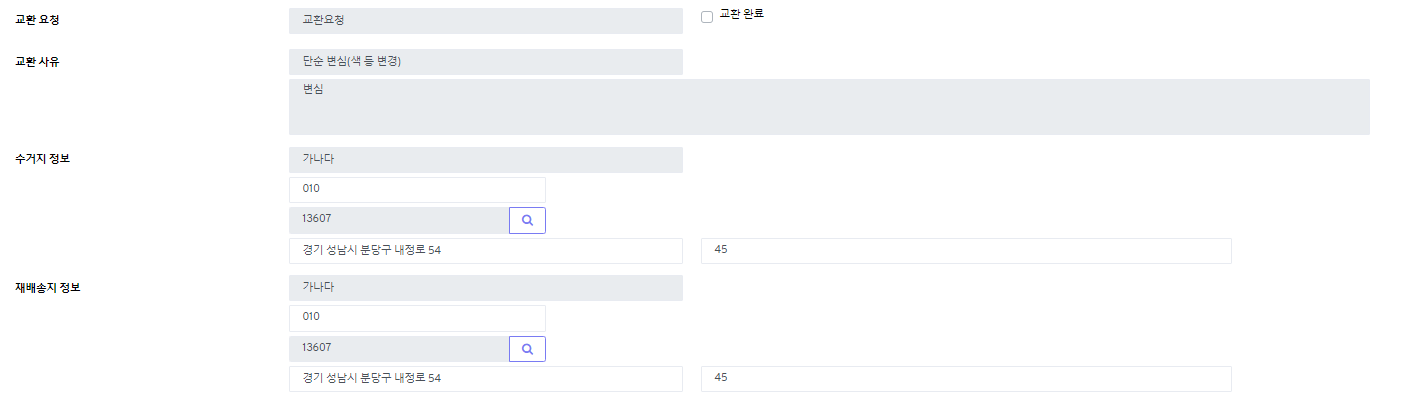 교환 요청 교환요청 교환 완료
교환 사유 단순 변심(색 등 변경)
변심
수거지 정보 가나다
010
13607
경기 성남시 분당구 내정로 54 45
재배송지 정보 가나다
010
13607
경기 성남시 분당구 내정로 54 45